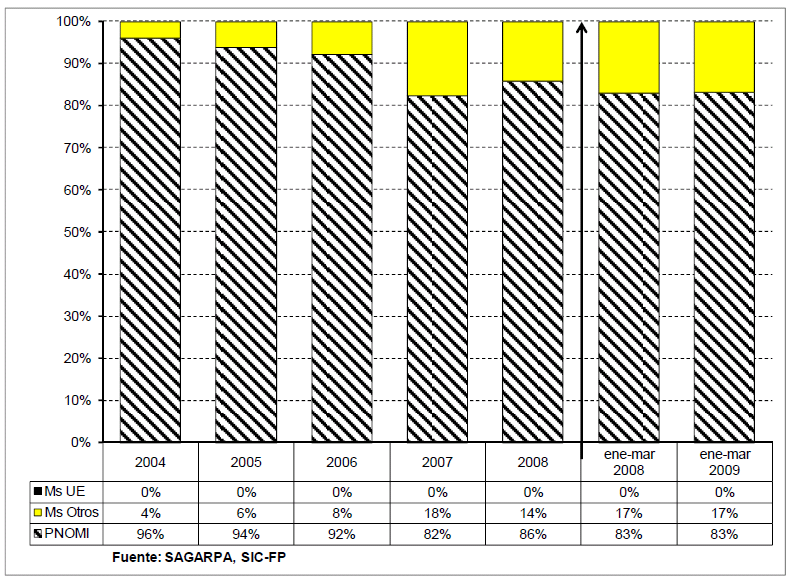 100%
90%
80%
70%
60%
50%
40%
30%
20%
10%
0%
2004 2005 2006 2007 2008 ene-mar 2008 ene-mar 2009
Ms UE 0% 0% 0% 0% 0% 0% 0%
Ms Otros 4% 6% 8% 18% 14% 17% 17%
PNOMI 96% 94% 92% 82% 86% 83% 83%
Fuente: SAGARPA, SIC-FP